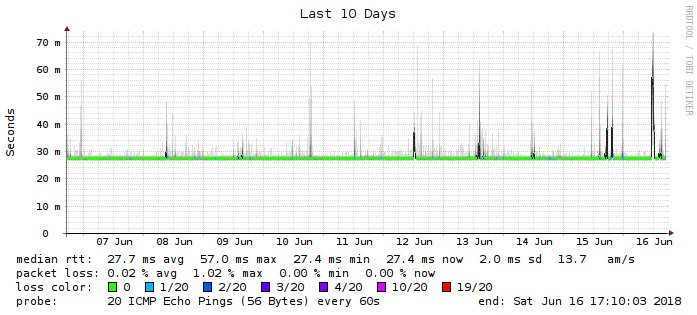 Last 10 Days
RRDTOOL / TOBI OETIKER
Seconds
70 m
60 m
50 m
40 m
30 m
20 m
10 m
0
07 Jun 08 Jun 09 Jun 10 Jun 11 Jun 12 Jun 13 Jun 14 Jun 15 Jun 16 Jun
median rtt: 27.7 ms avg 57.0 ms max 27.4 ms min 27.4 ms now 2.0 ms sd 13.7 am/s
packet loss: 0.02 % avg 1.02 % max 0.00 % min 0.00 % now
loss color: 0 1/20 2/20 3/20 4/20 10/20 19/20
probe: 20 ICMP Echo Pings (56 Bytes) every 60s end: Sat Jun 16 17:10:03 2018